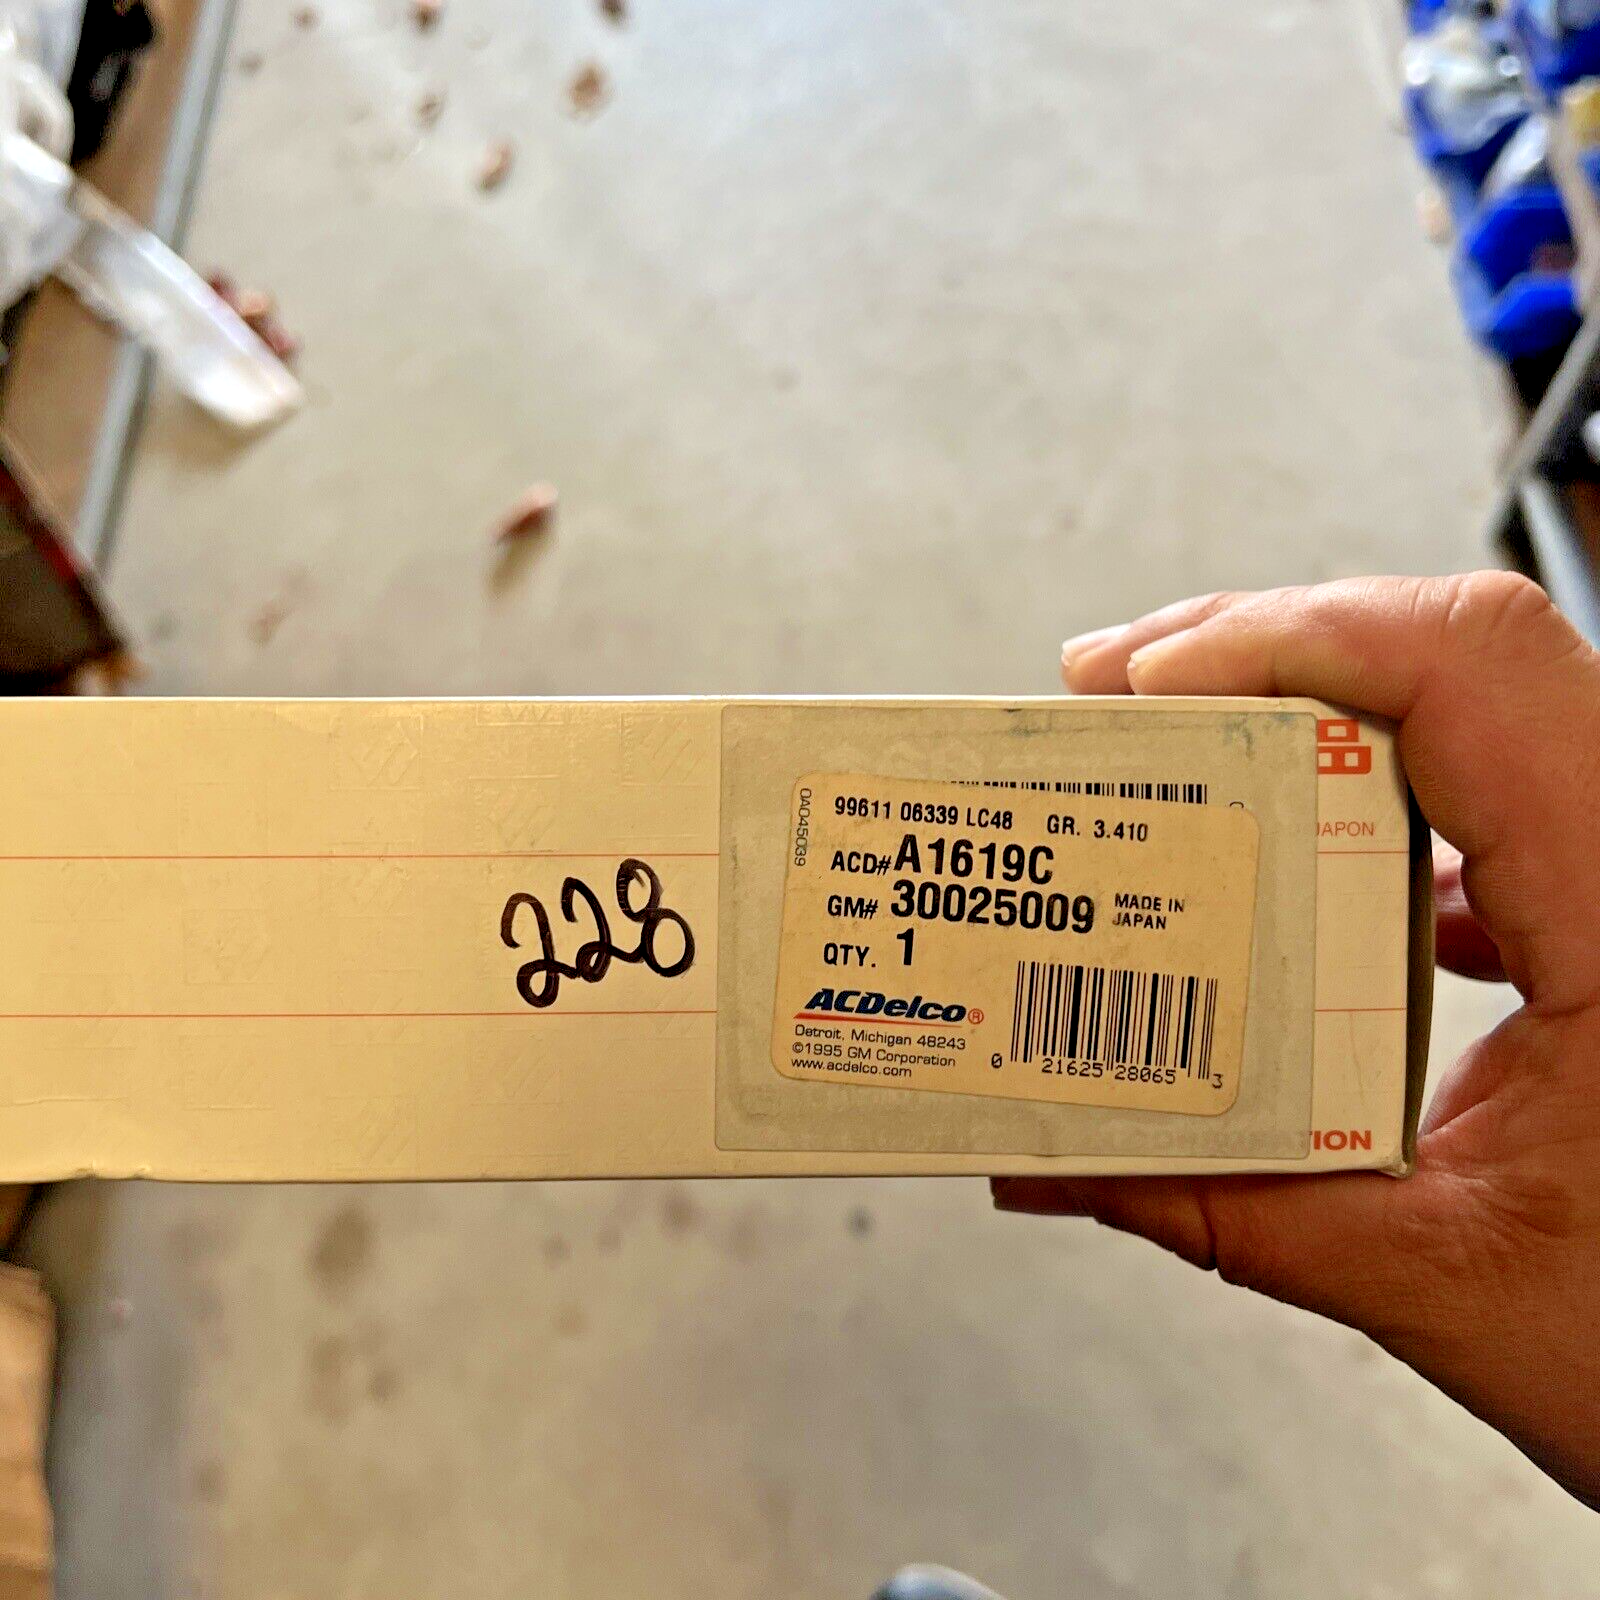 品
JAPON
0A045039
99611 06339 LC48 GR. 3.410
ACD# A1619C
GM# 30025009 MADE IN JAPAN
QTY. 1
228
ACDelco®
Detroit, Michigan 48243
©1995 GM Corporation
www.acdelco.com
0 21625 28065 3